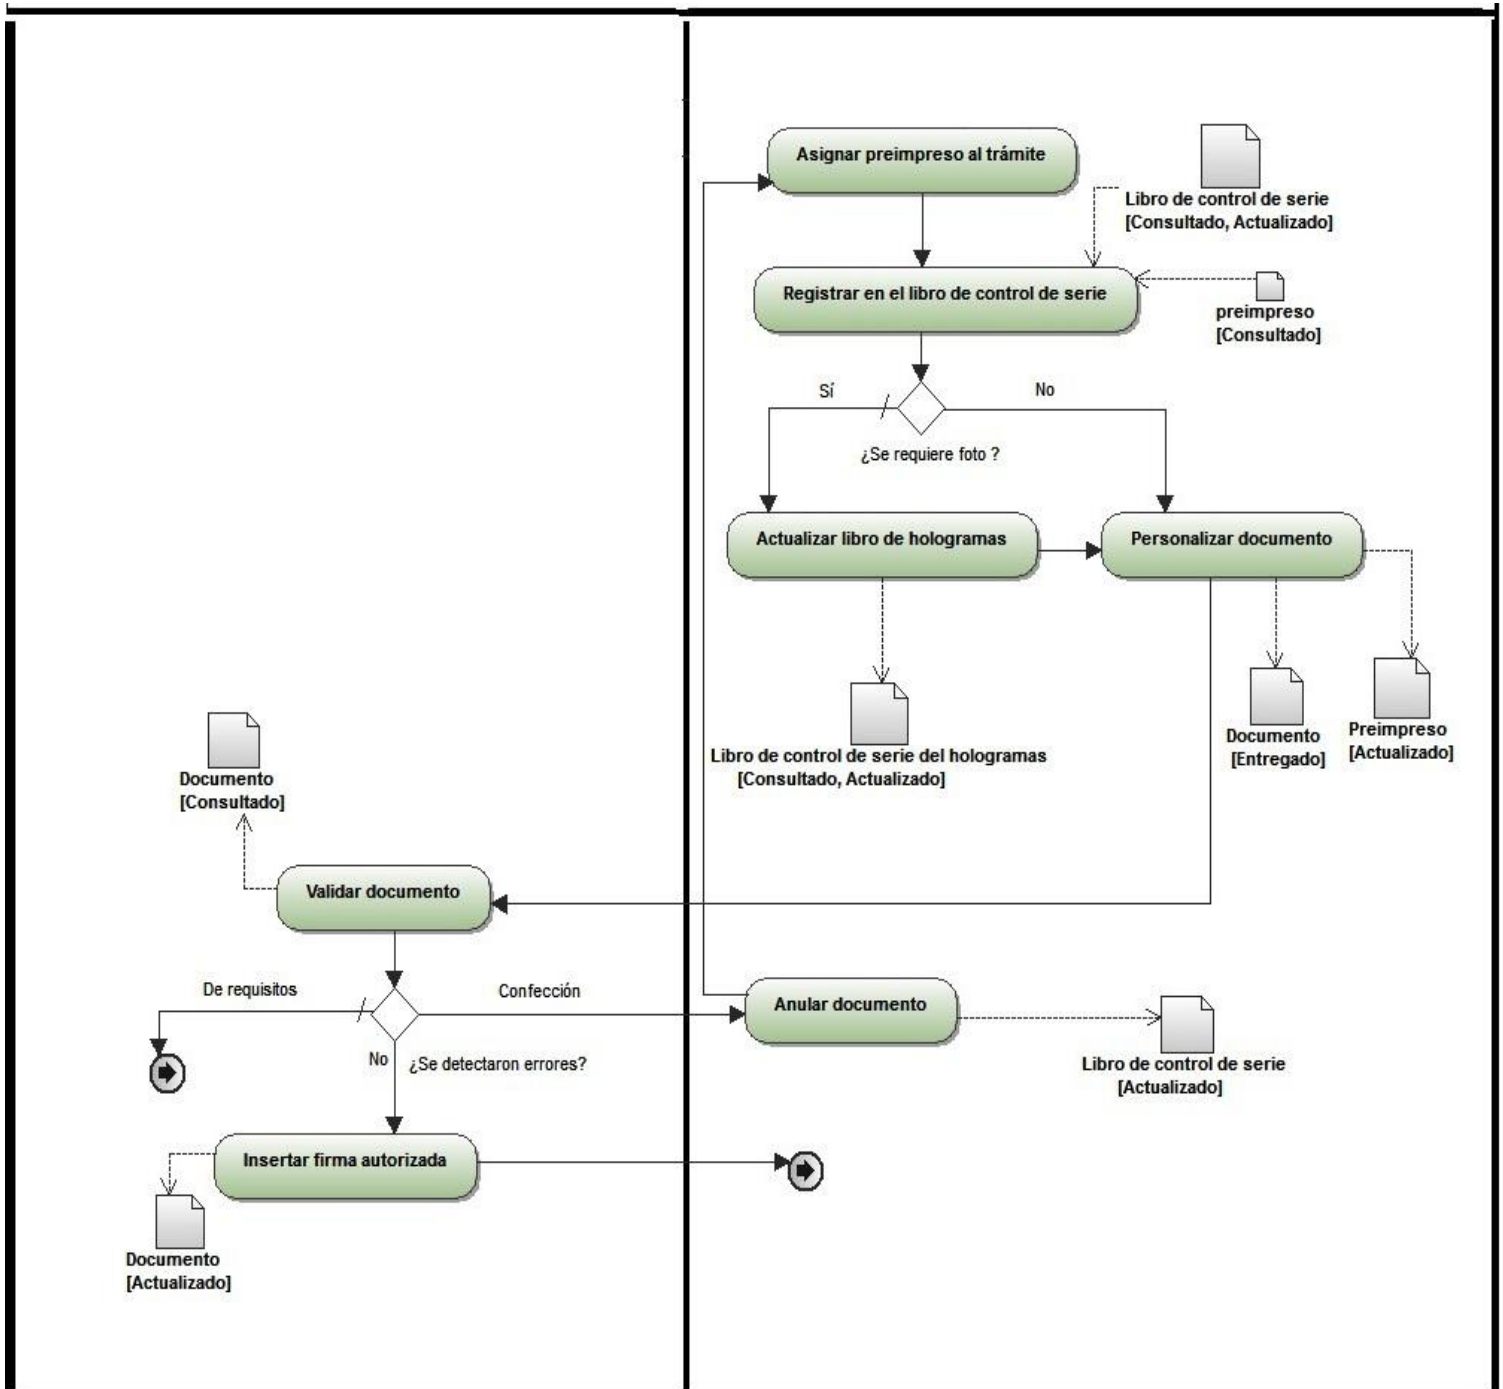 Asignar preimpreso al trámite
Libro de control de serie
[Consultado, Actualizado]
Registrar en el libro de control de serie
preimpreso
[Consultado]
Sí
No
¿Se requiere foto ?
Actualizar libro de hologramas
Personalizar documento
Libro de control de serie del hologramas
[Consultado, Actualizado]
Documento
[Entregado]
Preimpreso
[Actualizado]
Documento
[Consultado]
Validar documento
De requisitos
Confección
Anular documento
No
¿Se detectaron errores?
Libro de control de serie
[Actualizado]
Insertar firma autorizada
Documento
[Actualizado]